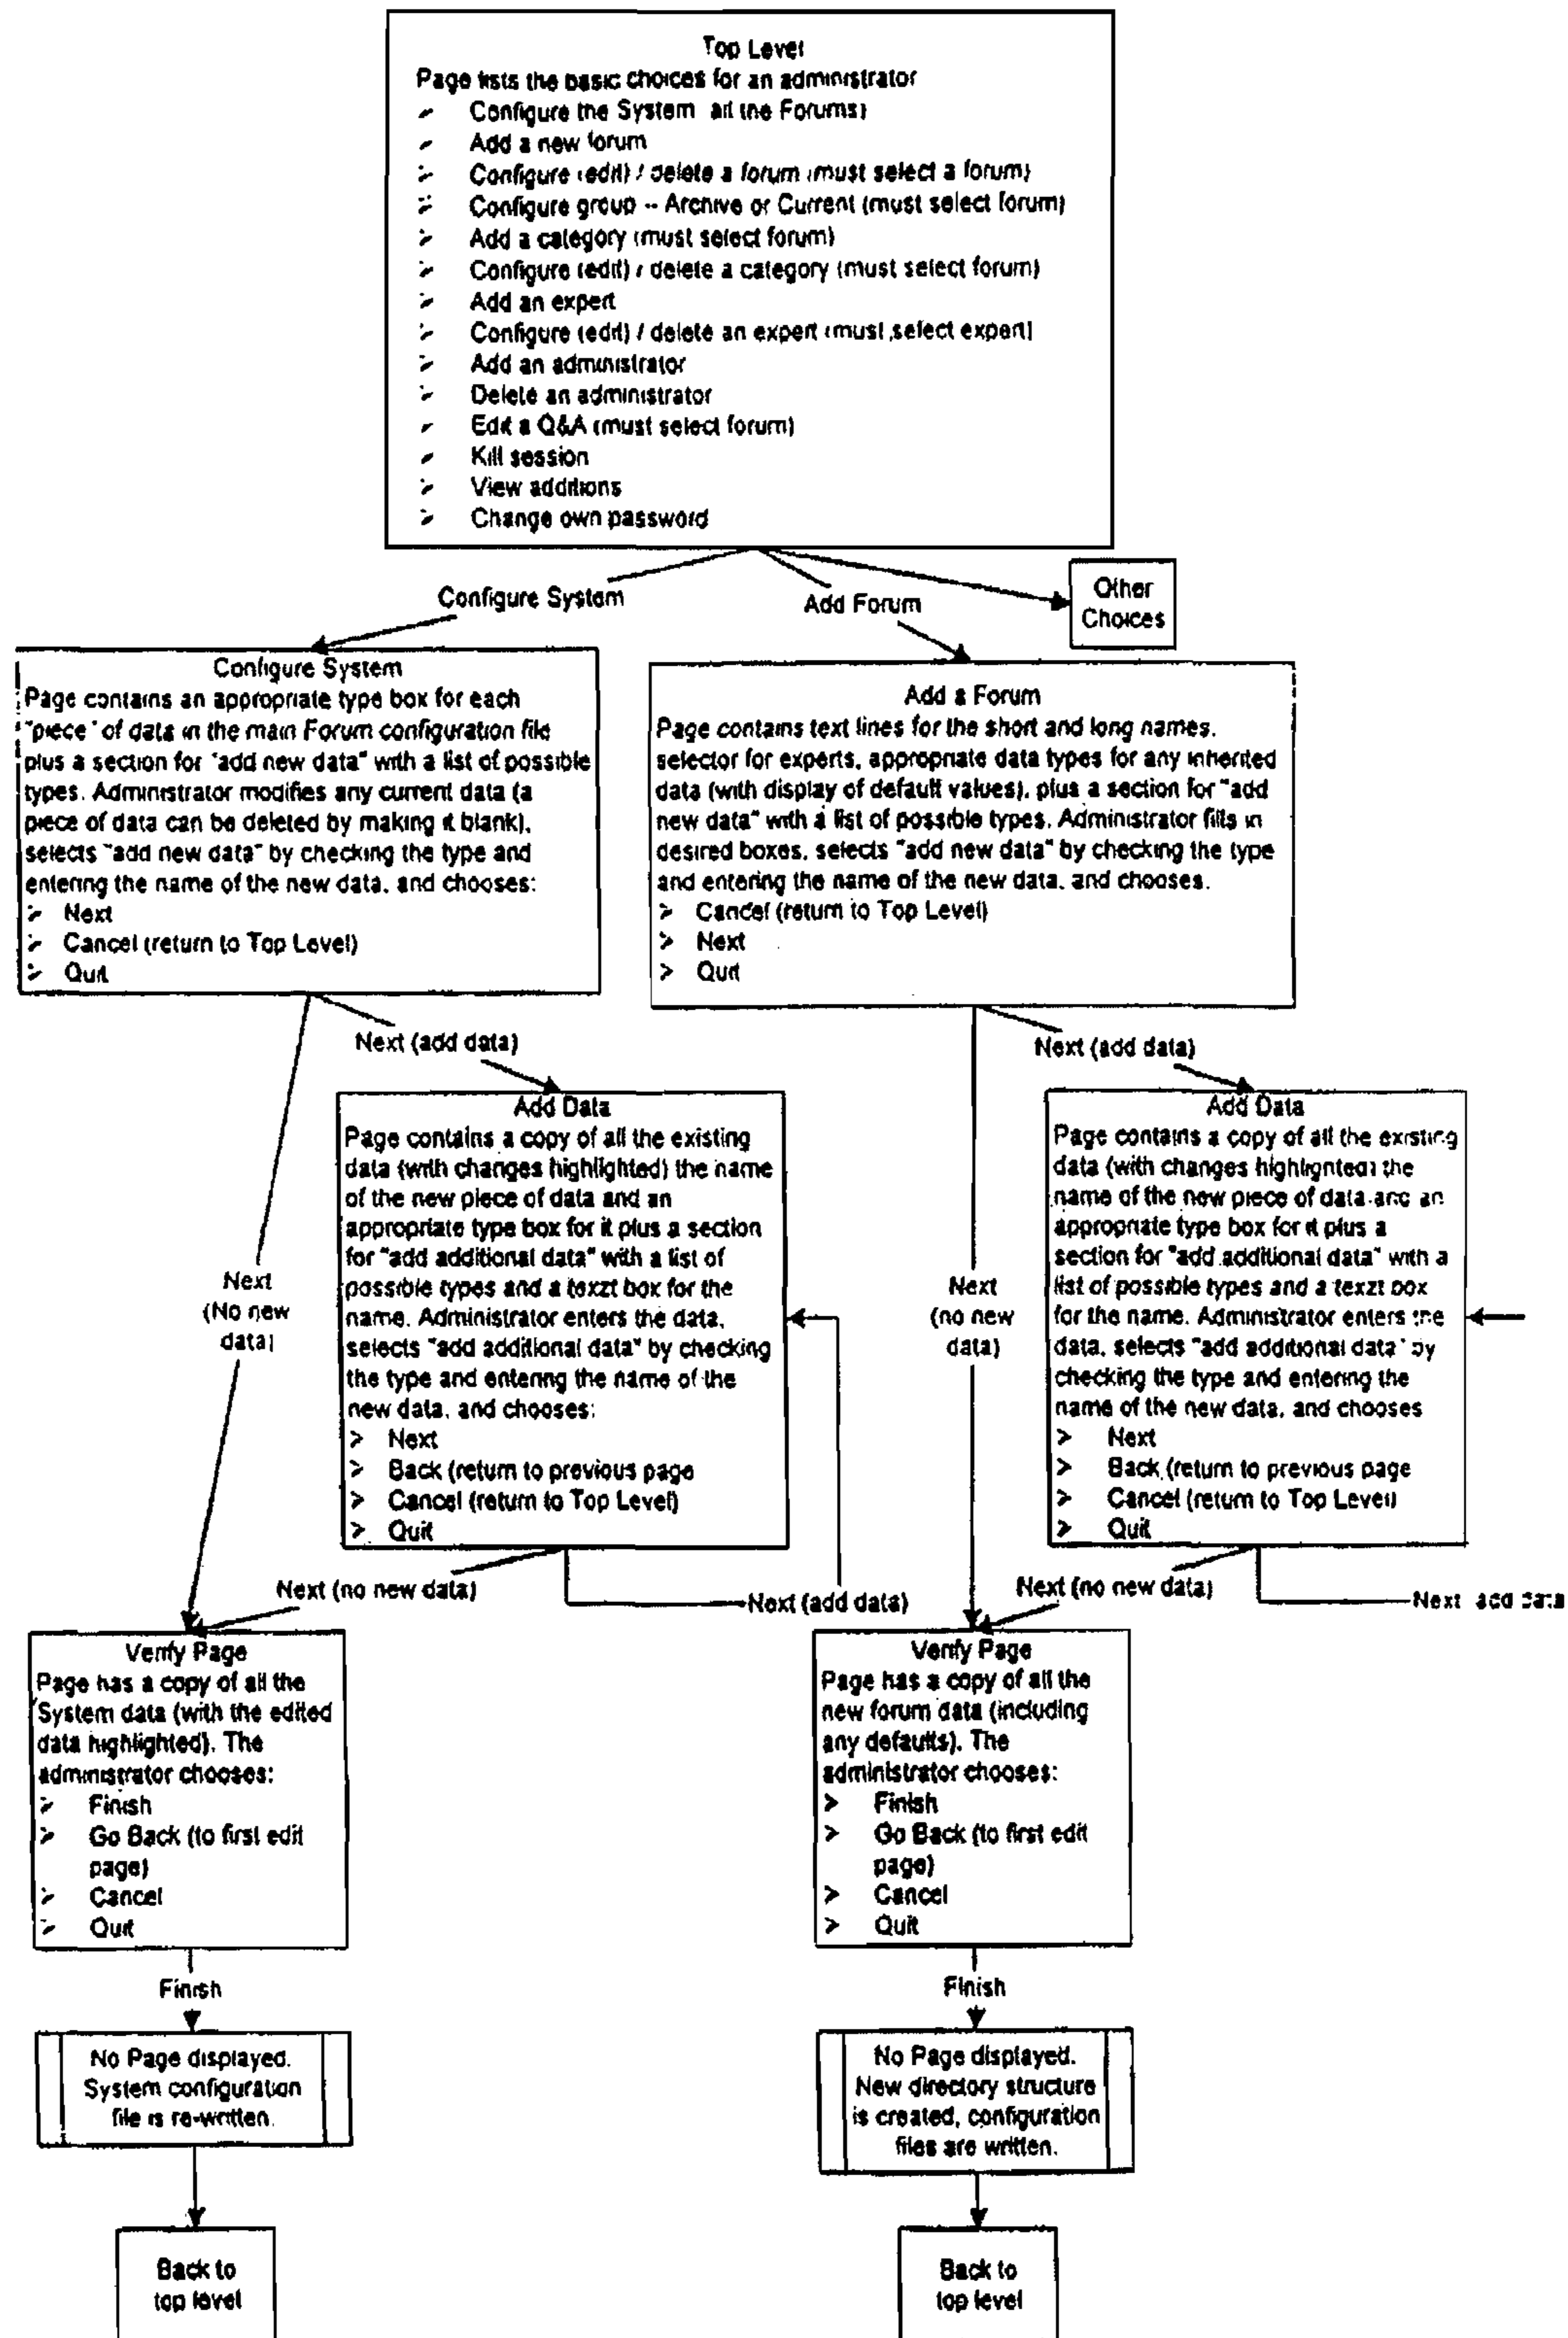 Top Level
Page lists the basic choices for an administrator
➢ Configure the System all the Forums)
➢ Add a new forum
➢ Configure (edit) / delete a forum (must select a forum)
➢ Configure group -- Archive or Current (must select forum)
➢ Add a category (must select forum)
➢ Configure (edit) / delete a category (must select forum)
➢ Add an expert
➢ Configure (edit) / delete an expert (must select expert)
➢ Add an administrator
➢ Delete an administrator
➢ Edit a Q&A (must select forum)
➢ Kill session
➢ View additions
➢ Change own password
Configure System
Add Forum
Other
Choices
Configure System
Page contains an appropriate type box for each
"piece" of data in the main Forum configuration file
plus a section for "add new data" with a list of possible
types. Administrator modifies any current data (a
piece of data can be deleted by making it blank),
selects "add new data" by checking the type and
entering the name of the new data, and chooses:
➢ Next
➢ Cancel (return to Top Level)
➢ Quit
Add a Forum
Page contains text lines for the short and long names,
selector for experts, appropriate data types for any inherited
data (with display of default values), plus a section for "add
new data" with a list of possible types. Administrator fills in
desired boxes, selects "add new data" by checking the type
and entering the name of the new data, and chooses.
➢ Cancel (return to Top Level)
➢ Next
➢ Quit
Next (add data)
Next (add data)
Add Data
Page contains a copy of all the existing
data (with changes highlighted) the name
of the new piece of data and an
appropriate type box for it plus a section
for "add additional data" with a list of
possible types and a texzt box for the
name. Administrator enters the data,
selects "add additional data" by checking
the type and entering the name of the
new data, and chooses:
➢ Next
➢ Back (return to previous page
➢ Cancel (return to Top Level)
➢ Quit
Add Data
Page contains a copy of all the existing
data (with changes highlighted) the
name of the new piece of data and an
appropriate type box for it plus a
section for "add additional data" with a
list of possible types and a texzt box
for the name. Administrator enters the
data, selects "add additional data" by
checking the type and entering the
name of the new data, and chooses
➢ Next
➢ Back (return to previous page
➢ Cancel (return to Top Level)
➢ Quit
Next
(No new
data)
Next
(no new
data)
Next (no new data)
Next (add data)
Next (no new data)
Next add data
Verify Page
Page has a copy of all the
System data (with the edited
data highlighted). The
administrator chooses:
➢ Finish
➢ Go Back (to first edit
page)
➢ Cancel
➢ Quit
Verify Page
Page has a copy of all the
new forum data (including
any defaults). The
administrator chooses:
➢ Finish
➢ Go Back (to first edit
page)
➢ Cancel
➢ Quit
Finish
Finish
No Page displayed.
System configuration
file is re-written.
No Page displayed.
New directory structure
is created, configuration
files are written.
Back to
top level
Back to
top level